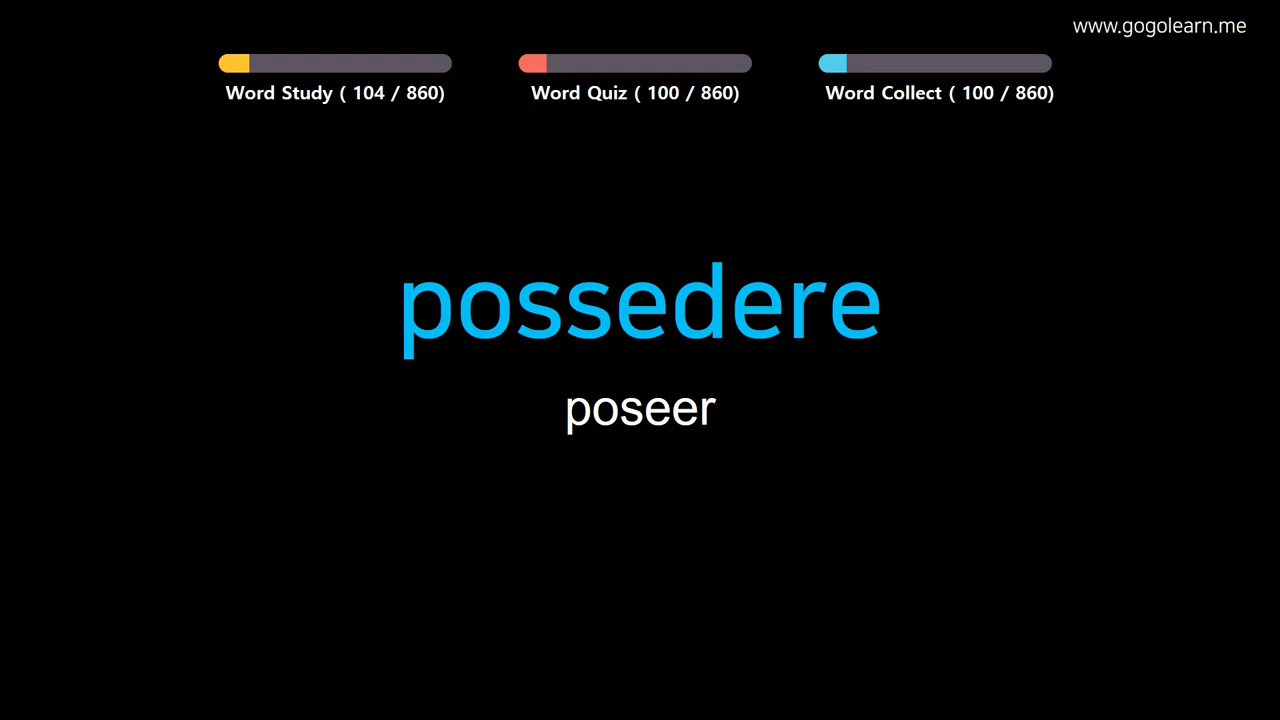 www.gogolearn.me
Word Study ( 104 / 860)
Word Quiz ( 100 / 860)
Word Collect ( 100 / 860)
possedere
poseer